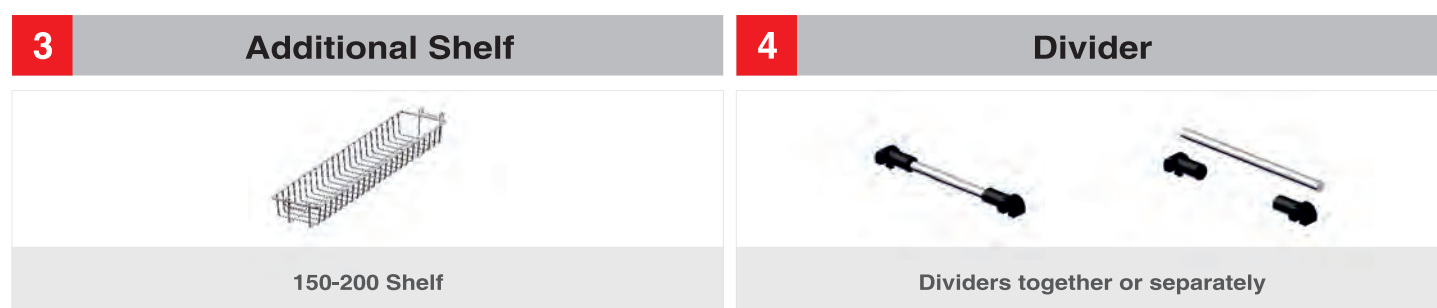 3 Additional Shelf
150-200 Shelf
4 Divider
Dividers together or separately